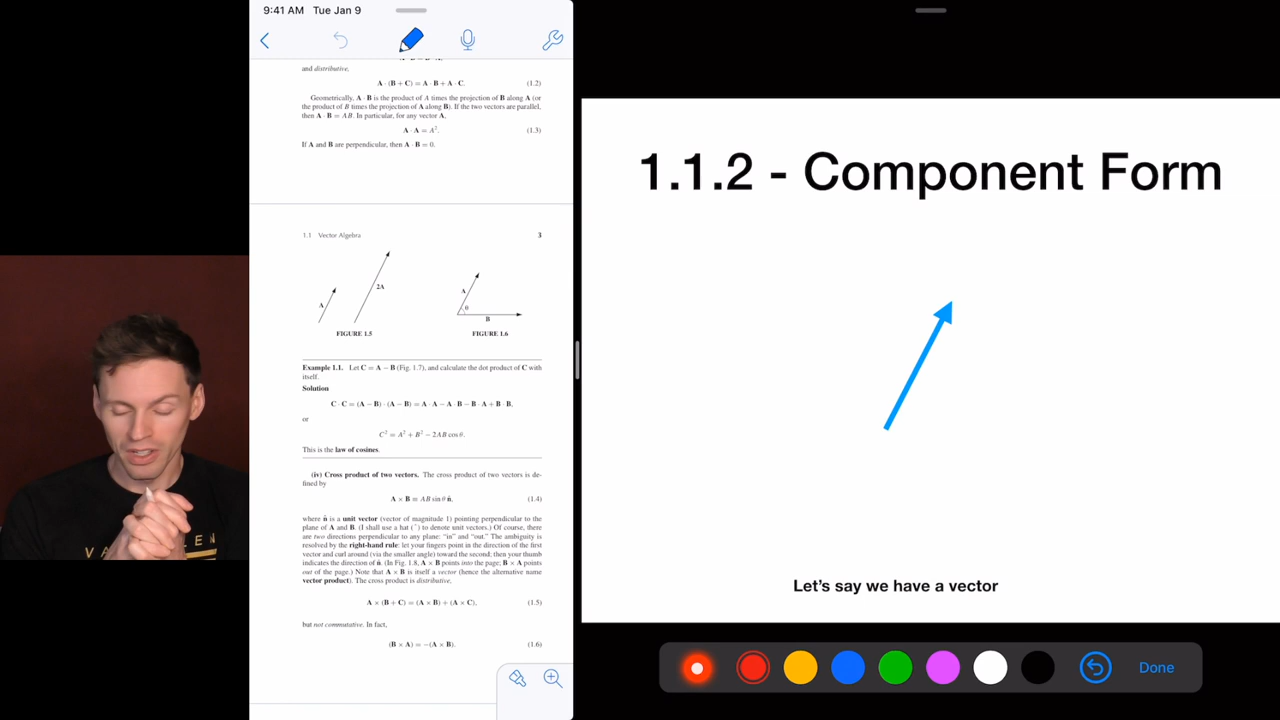 9:41 AM Tue Jan 9
and distributive,
A · (B + C) = A · B + A · C. (1.2)
Geometrically, A · B is the product of A times the projection of B along A (or
the product of B times the projection of A along B). If the two vectors are parallel,
then A · B = AB. In particular, for any vector A,
A · A = A². (1.3)
If A and B are perpendicular, then A · B = 0.
1.1 Vector Algebra 3
A
2A
A
θ
B
FIGURE 1.5
FIGURE 1.6
Example 1.1. Let C = A − B (Fig. 1.7), and calculate the dot product of C with
itself.
Solution
C · C = (A − B) · (A − B) = A · A − A · B − B · A + B · B,
or
C² = A² + B² − 2AB cos θ.
This is the law of cosines.
(iv) Cross product of two vectors. The cross product of two vectors is de-
fined by
A × B ≡ AB sin θ n̂, (1.4)
where n̂ is a unit vector (vector of magnitude 1) pointing perpendicular to the
plane of A and B. (I shall use a hat (ˆ) to denote unit vectors.) Of course, there
are two directions perpendicular to any plane: “in” and “out.” The ambiguity is
resolved by the right-hand rule: let your fingers point in the direction of the first
vector and curl around (via the smaller angle) toward the second; then your thumb
indicates the direction of n̂. (In Fig. 1.8, A × B points into the page; B × A points
out of the page.) Note that A × B is itself a vector (hence the alternative name
vector product). The cross product is distributive,
A × (B + C) = (A × B) + (A × C), (1.5)
but not commutative. In fact,
(B × A) = −(A × B). (1.6)
1.1.2 - Component Form
Let's say we have a vector
Done